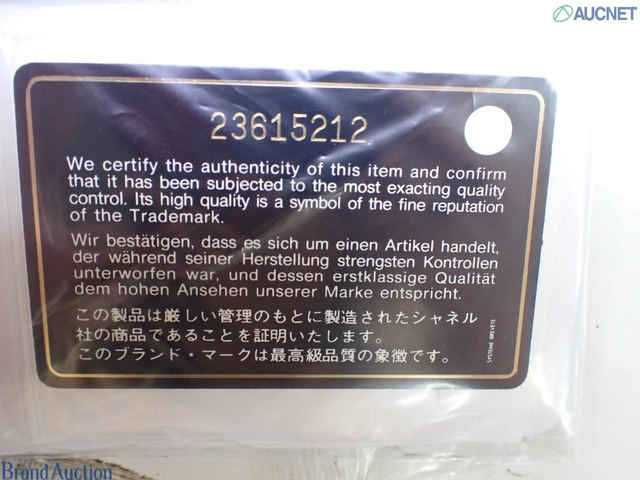 AUCNET
23615212
We certify the authenticity of this item and confirm
that it has been subjected to the most exacting quality
control. Its high quality is a symbol of the fine reputation
of the Trademark.
Wir bestätigen, dass es sich um einen Artikel handelt,
der während seiner Herstellung strengsten Kontrollen
unterworfen war, und dessen erstklassige Qualität
dem hohen Ansehen unserer Marke entspricht.
この製品は厳しい管理のもとに製造されたシャネル
社の商品であることを証明いたします。
このブランド・マークは最高級品質の象徴です。
SYSTEME BREVETE
BrandAuction